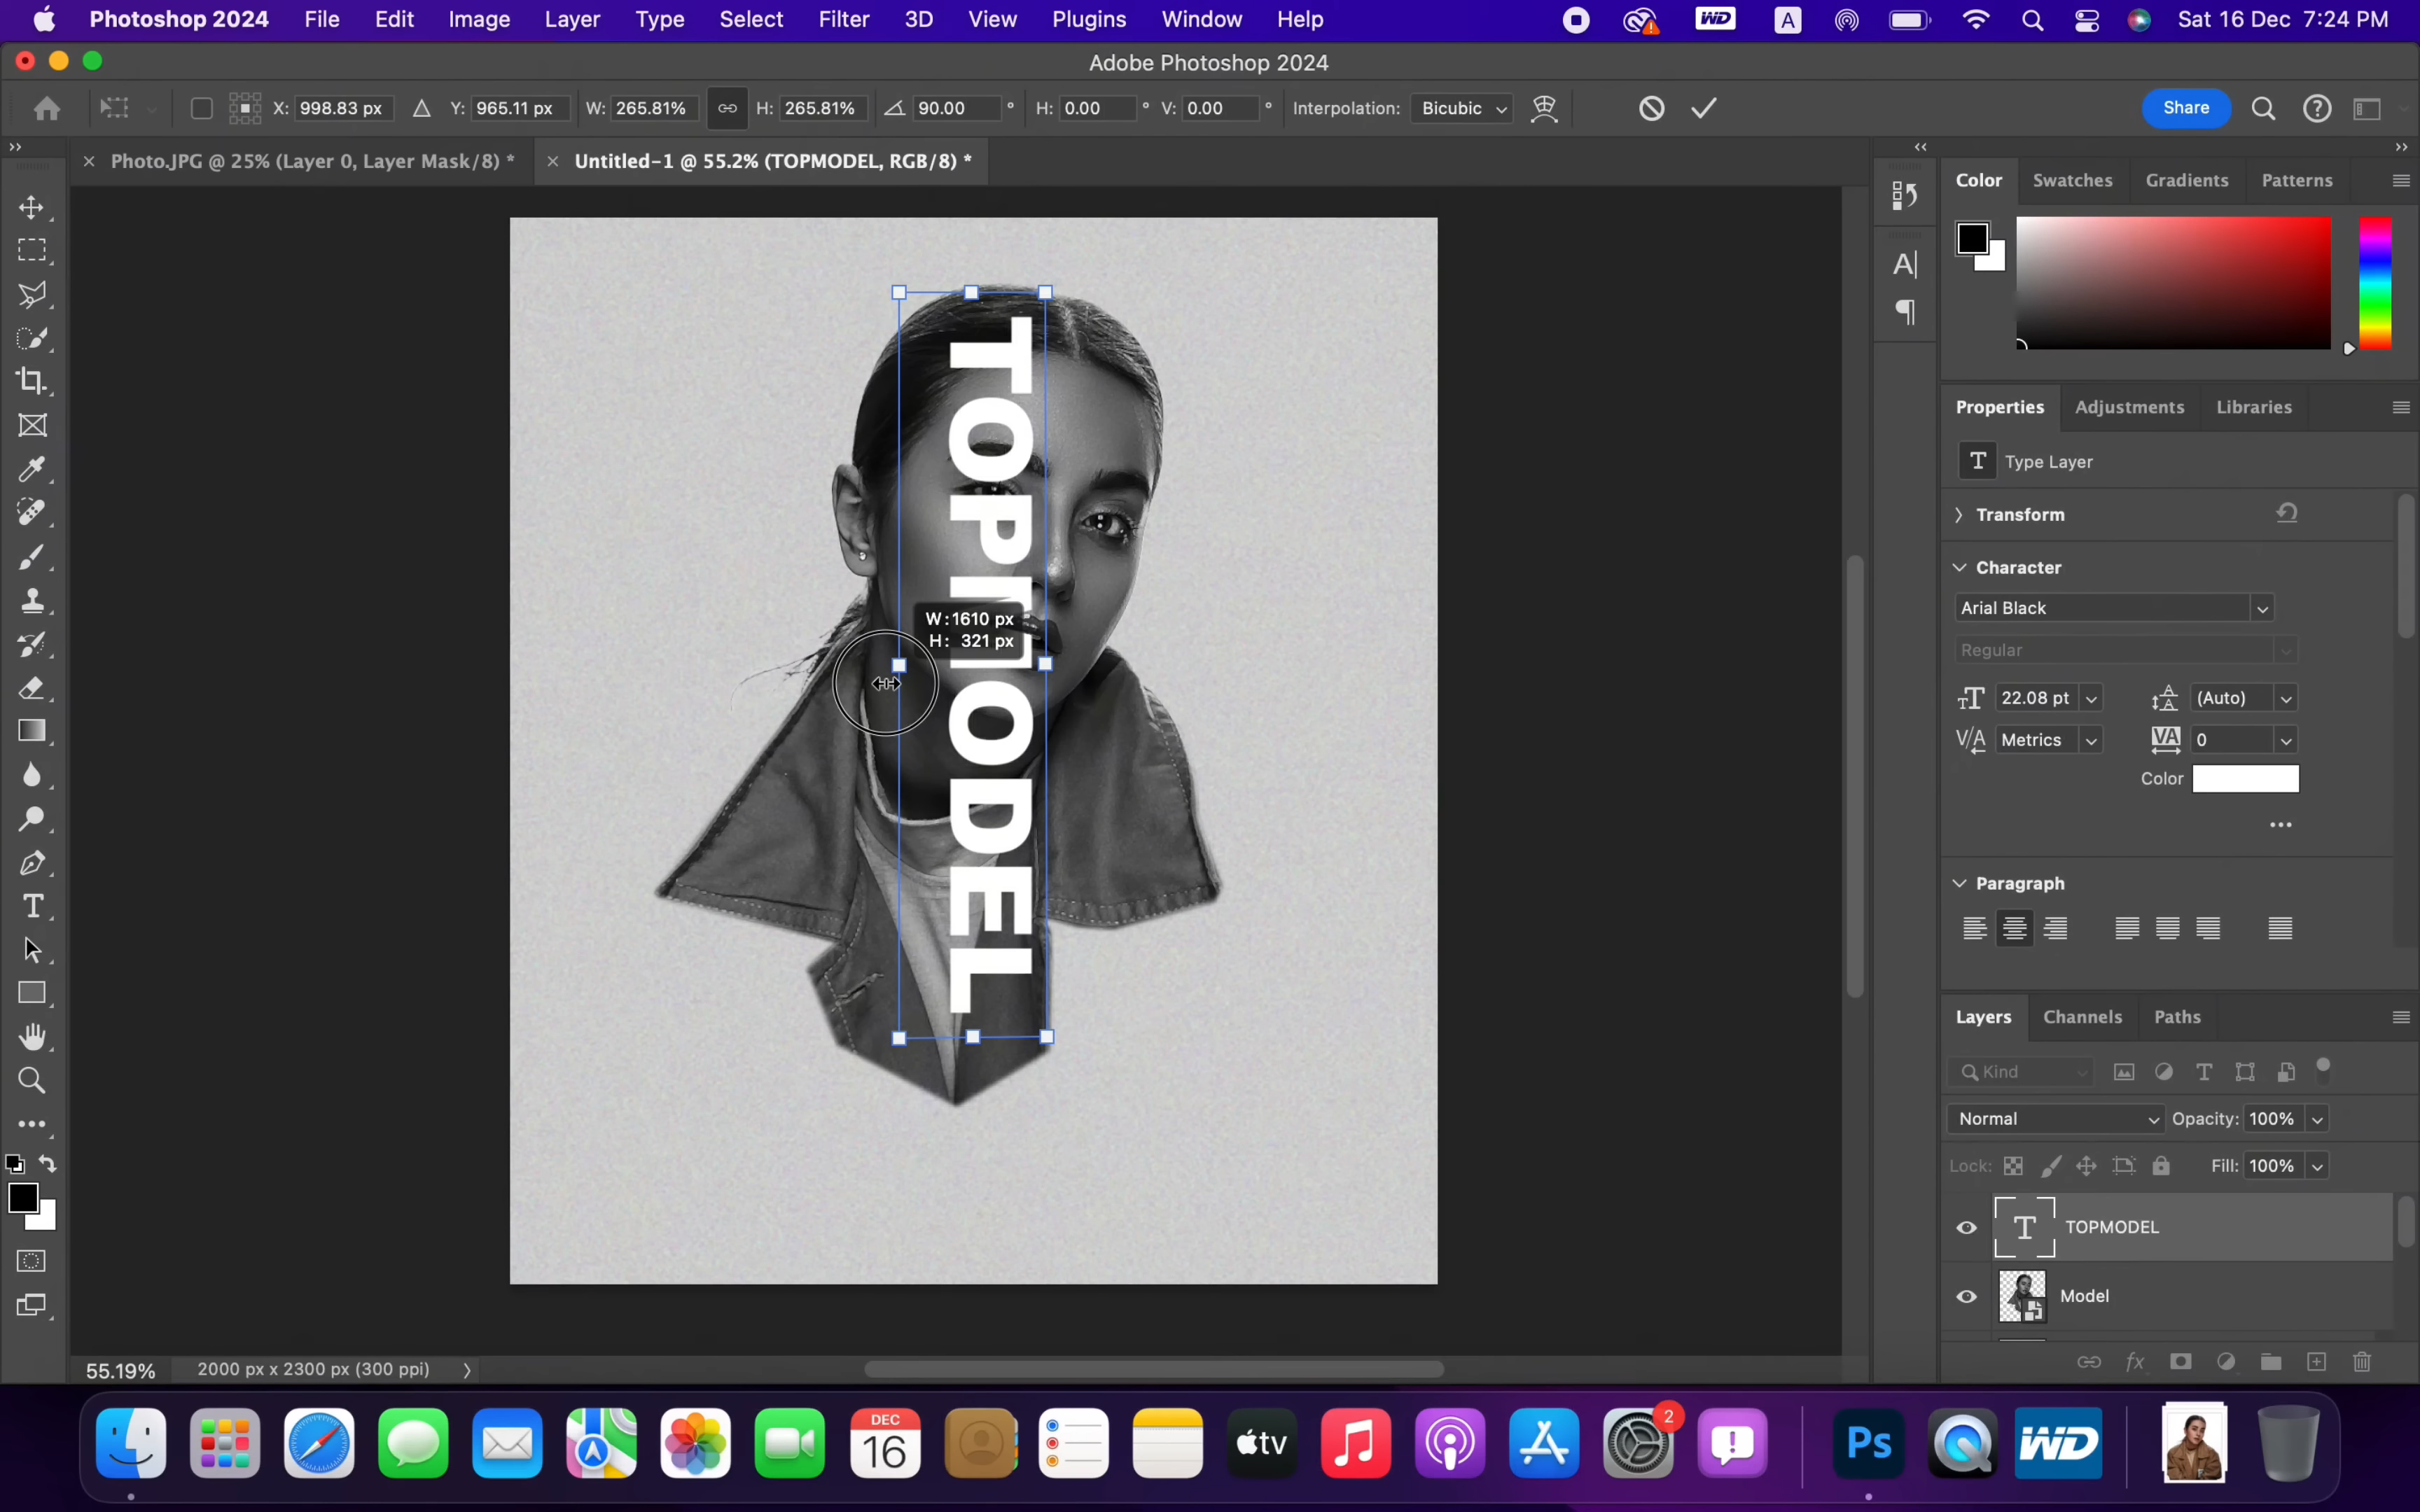 Photoshop 2024 File Edit Image Layer Type Select Filter 3D View Plugins Window Help WD A Sat 16 Dec 7:24 PM
Adobe Photoshop 2024
X: 998.83 px Y: 965.11 px W: 265.81% H: 265.81% 90.00 ° H: 0.00 ° V: 0.00 ° Interpolation: Bicubic Share
Photo.JPG @ 25% (Layer 0, Layer Mask/8) *
Untitled-1 @ 55.2% (TOPMODEL, RGB/8) *
TOPMODEL
W: 1610 px
H: 321 px
Color Swatches Gradients Patterns
Properties Adjustments Libraries
T Type Layer
Transform
Character
Arial Black
Regular
22.08 pt (Auto)
Metrics 0
Color
Paragraph
Layers Channels Paths
Kind
Normal Opacity: 100%
Lock: Fill: 100%
T TOPMODEL
Model
fx
55.19% 2000 px x 2300 px (300 ppi)
DEC
16
tv
2
Ps
WD